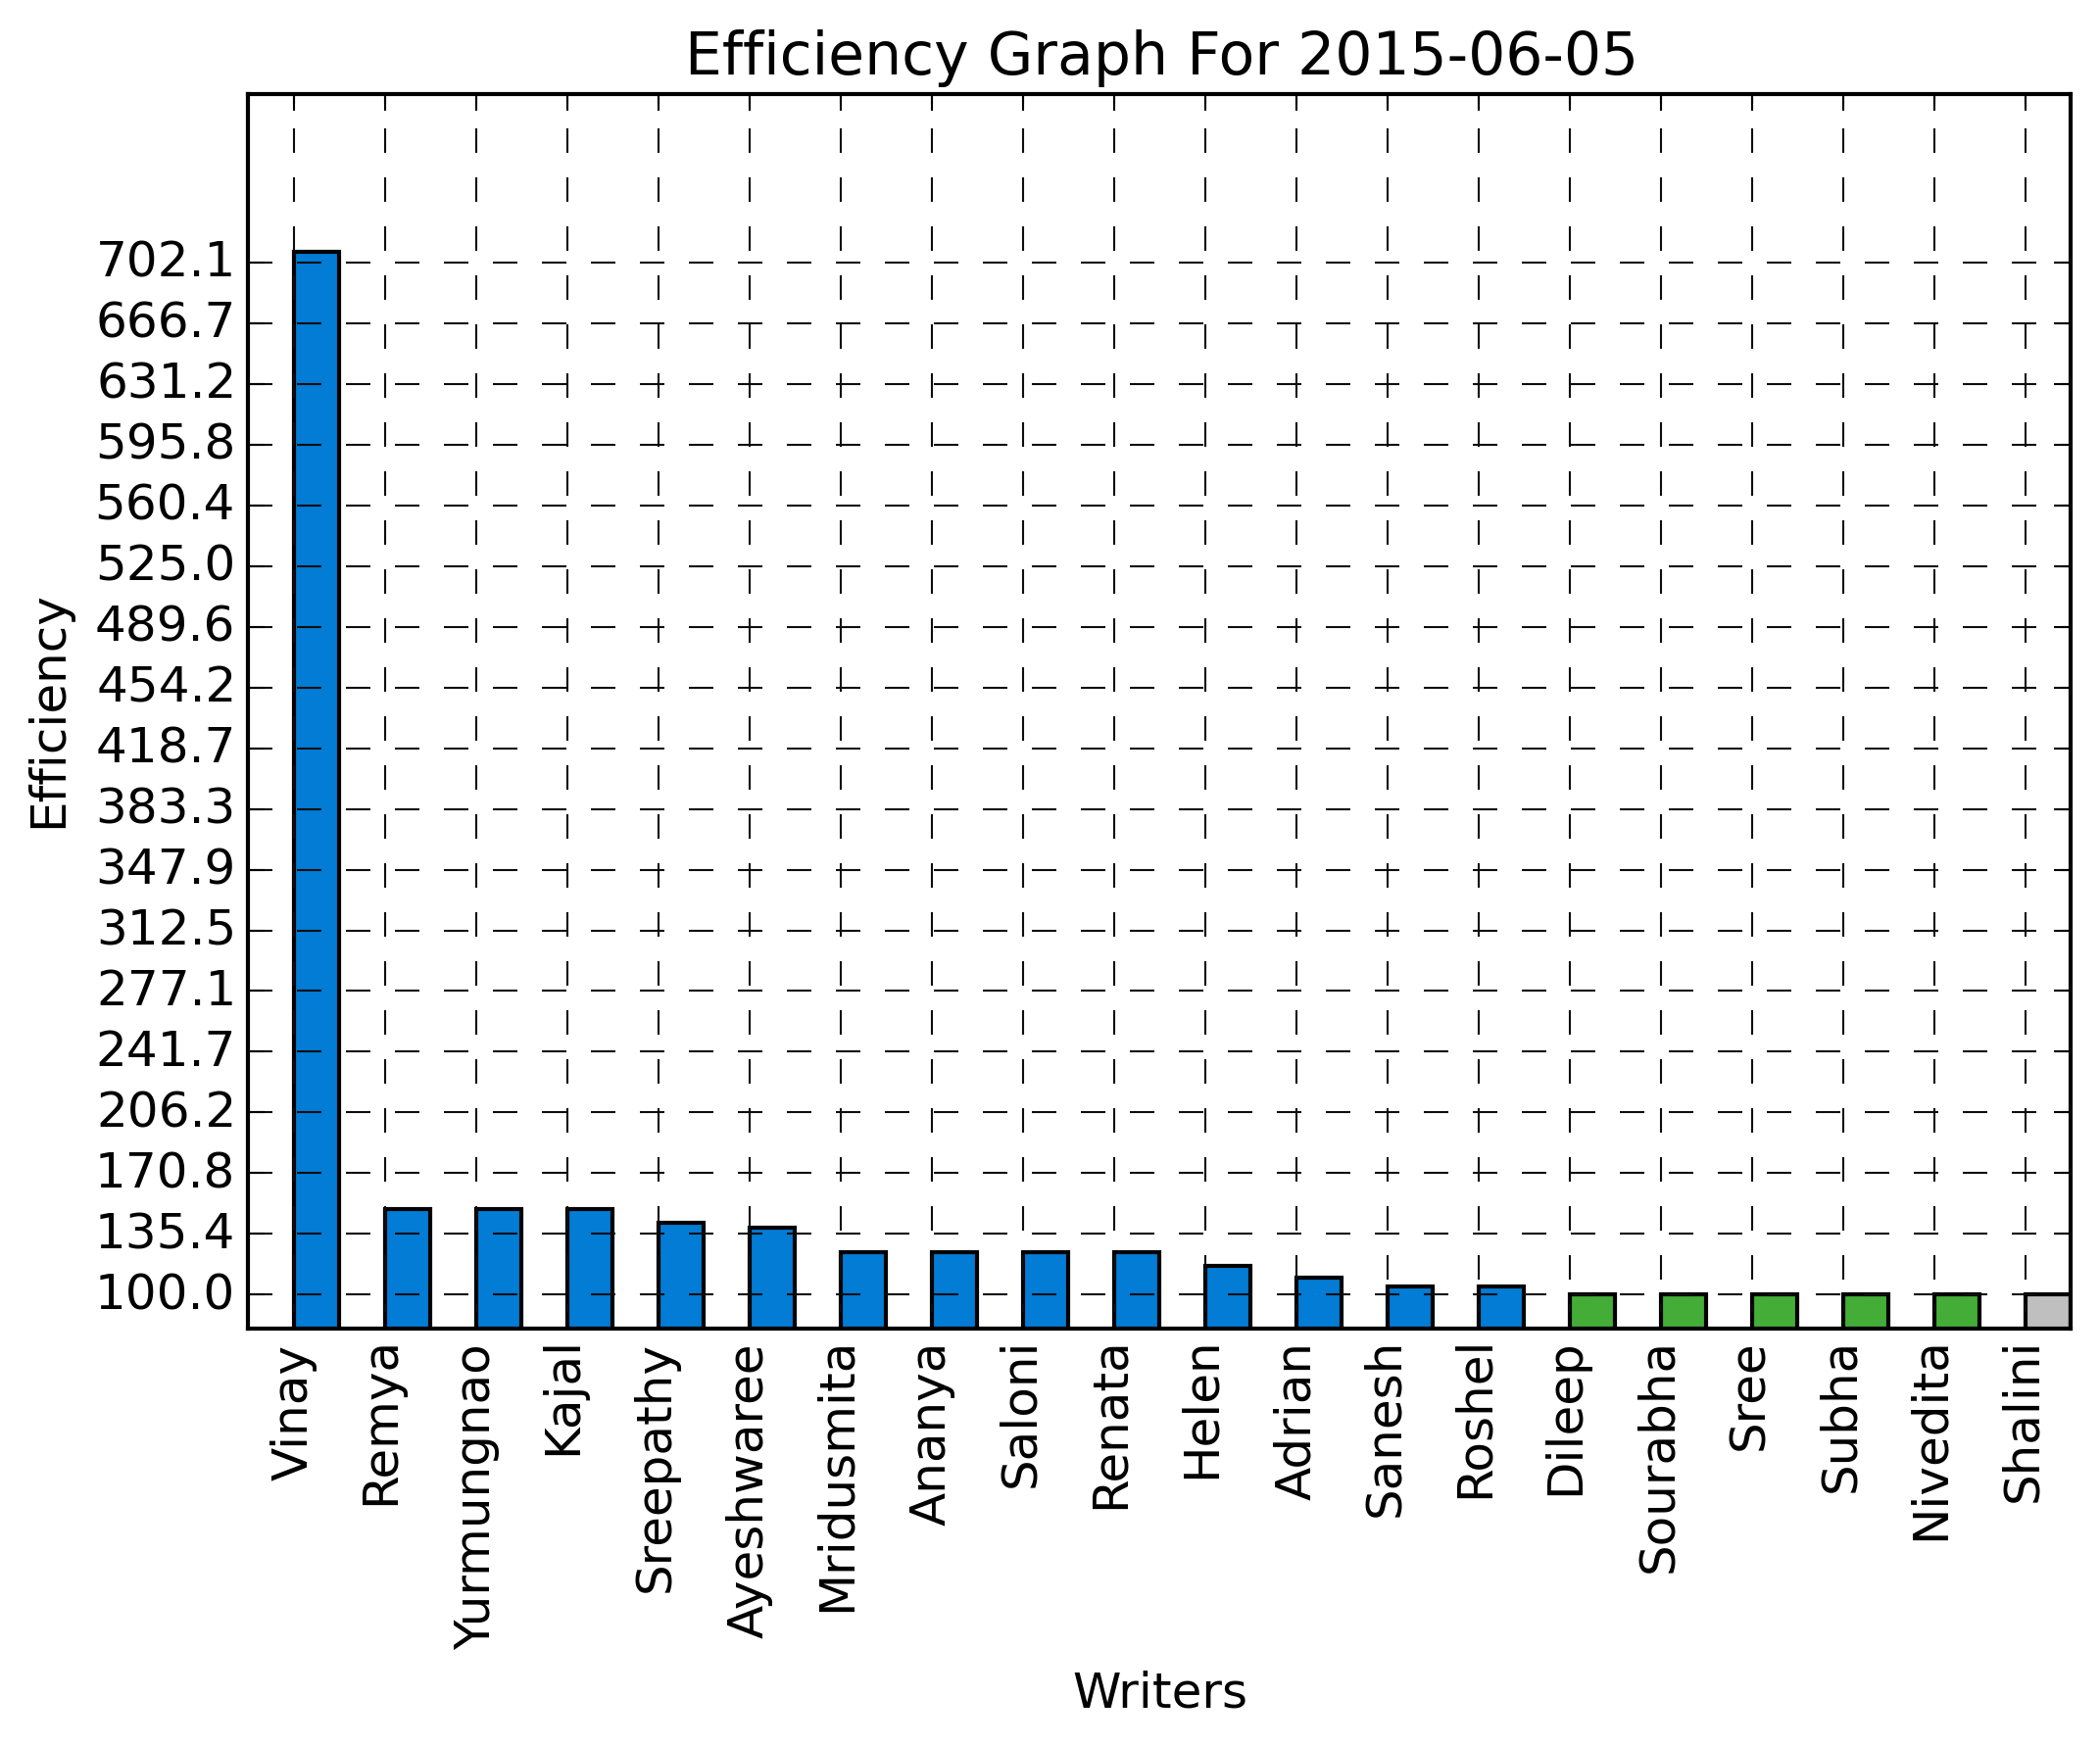 Efficiency Graph For 2015-06-05
Efficiency
702.1
666.7
631.2
595.8
560.4
525.0
489.6
454.2
418.7
383.3
347.9
312.5
277.1
241.7
206.2
170.8
135.4
100.0
Vinay
Remya
Yurmungnao
Kajal
Sreepathy
Ayeshwaree
Mridusmita
Ananya
Saloni
Renata
Helen
Adrian
Sanesh
Roshel
Dileep
Sourabha
Sree
Subha
Nivedita
Shalini
Writers